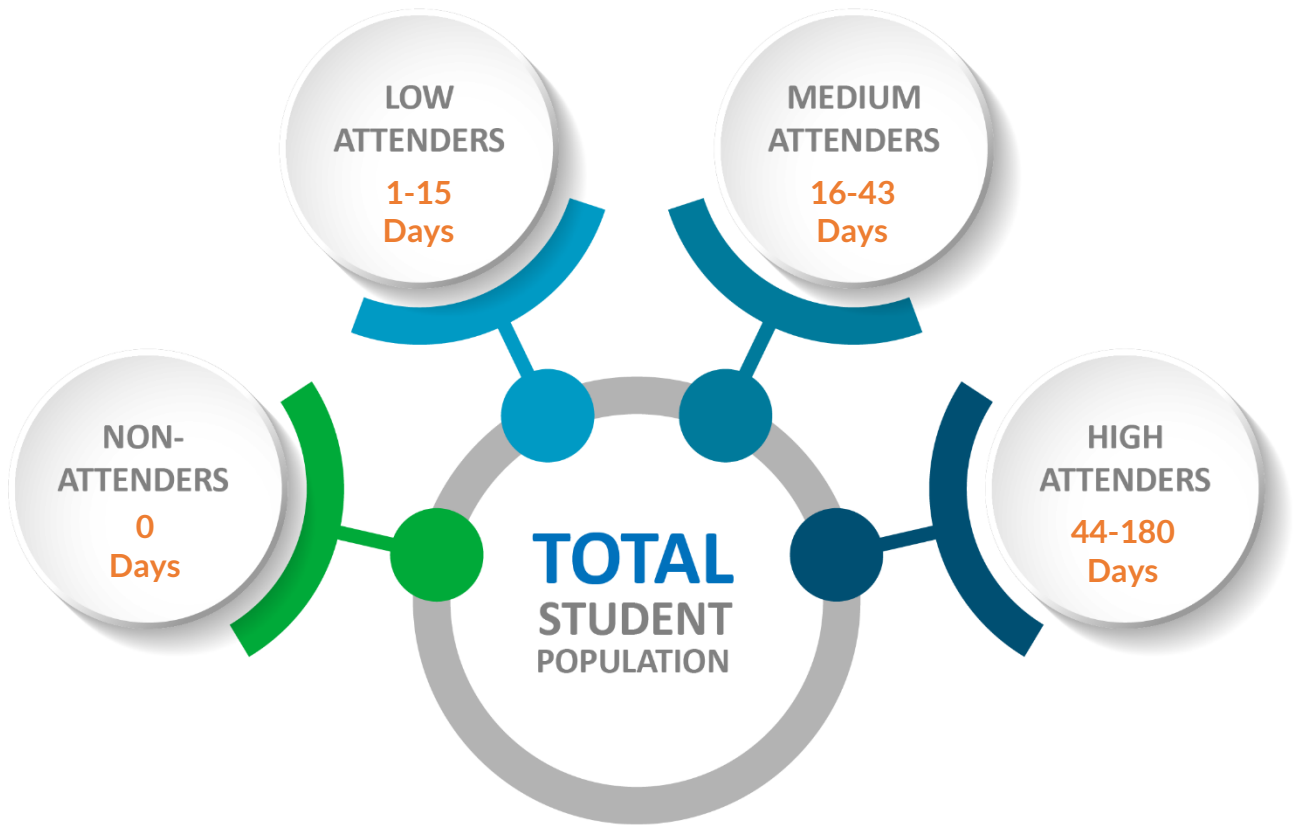 LOW
ATTENDERS
1-15
Days
MEDIUM
ATTENDERS
16-43
Days
NON-
ATTENDERS
0
Days
HIGH
ATTENDERS
44-180
Days
TOTAL
STUDENT
POPULATION